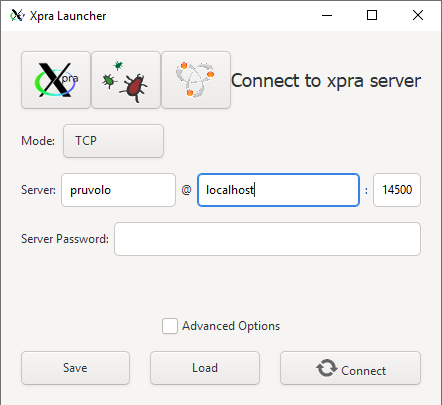 Xpra Launcher
Xpra Connect to xpra server
Mode: TCP
Server: pruvolo @ localhost : 14500
Server Password:
Advanced Options
Save Load Connect